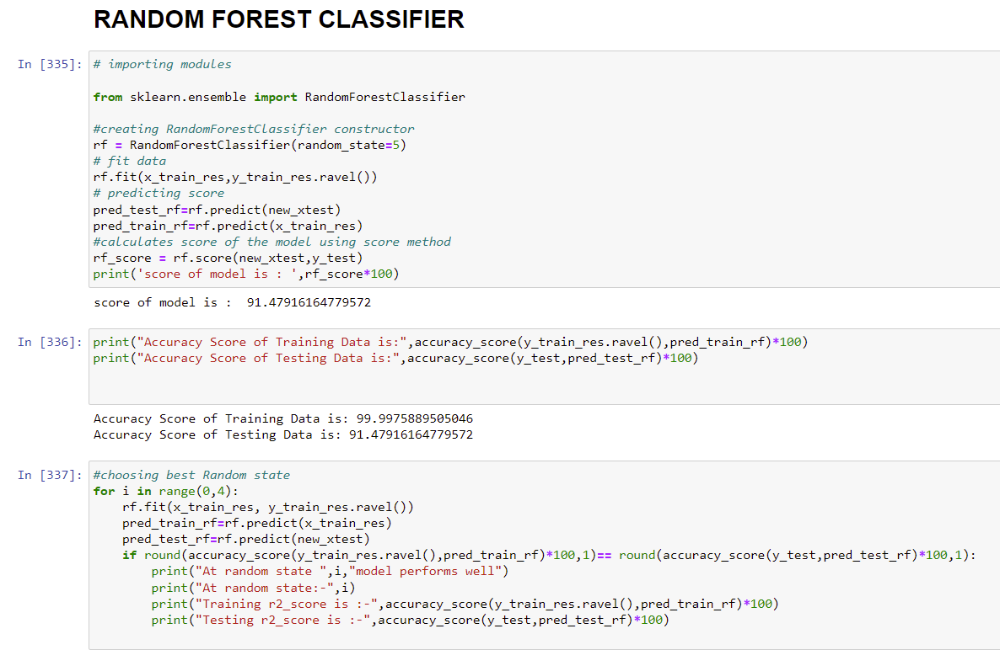 RANDOM FOREST CLASSIFIER
In [335]: # importing modules
from sklearn.ensemble import RandomForestClassifier
#creating RandomForestClassifier constructor
rf = RandomForestClassifier(random_state=5)
# fit data
rf.fit(x_train_res,y_train_res.ravel())
# predicting score
pred_test_rf=rf.predict(new_xtest)
pred_train_rf=rf.predict(x_train_res)
#calculates score of the model using score method
rf_score = rf.score(new_xtest,y_test)
print('score of model is : ',rf_score*100)
score of model is :  91.47916164779572
In [336]: print("Accuracy Score of Training Data is:",accuracy_score(y_train_res.ravel(),pred_train_rf)*100)
print("Accuracy Score of Testing Data is:",accuracy_score(y_test,pred_test_rf)*100)
Accuracy Score of Training Data is: 99.9975889505046
Accuracy Score of Testing Data is: 91.47916164779572
In [337]: #choosing best Random state
for i in range(0,4):
    rf.fit(x_train_res, y_train_res.ravel())
    pred_train_rf=rf.predict(x_train_res)
    pred_test_rf=rf.predict(new_xtest)
    if round(accuracy_score(y_train_res.ravel(),pred_train_rf)*100,1)== round(accuracy_score(y_test,pred_test_rf)*100,1):
        print("At random state ",i,"model performs well")
        print("At random state:-",i)
        print("Training r2_score is :-",accuracy_score(y_train_res.ravel(),pred_train_rf)*100)
        print("Testing r2_score is :-",accuracy_score(y_test,pred_test_rf)*100)